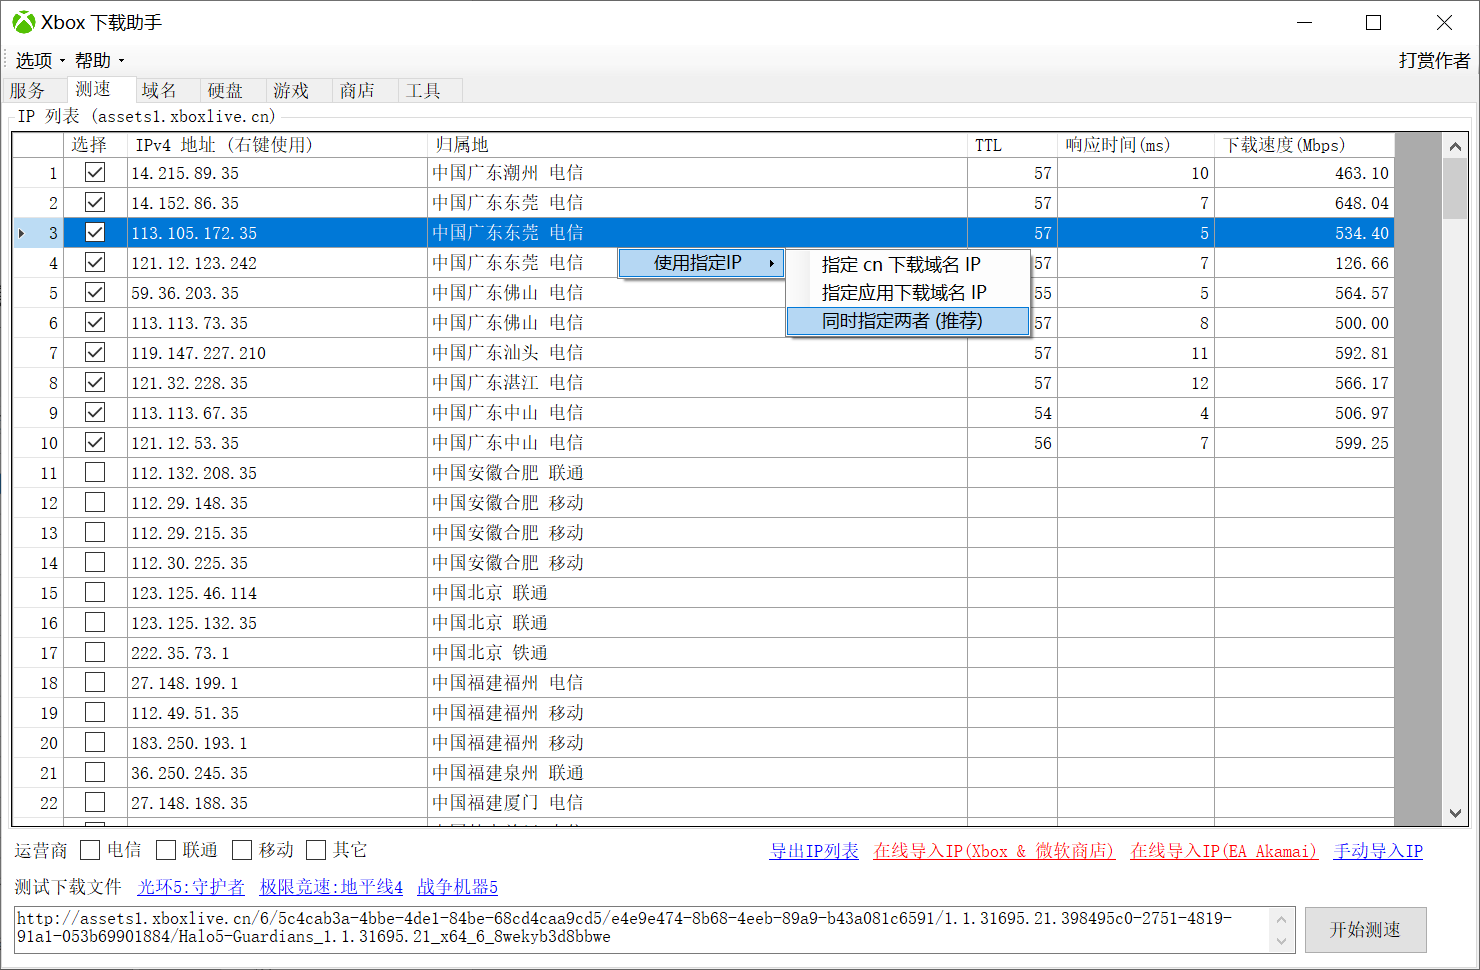 Xbox 下载助手
选项 帮助 打赏作者
服务 测速 域名 硬盘 游戏 商店 工具
IP 列表 (assets1.xboxlive.cn)
选择 IPv4 地址 (右键使用) 归属地 TTL 响应时间(ms) 下载速度(Mbps)
1 14.215.89.35 中国广东潮州 电信 57 10 463.10
2 14.152.86.35 中国广东东莞 电信 57 7 648.04
3 113.105.172.35 中国广东东莞 电信 57 5 534.40
4 121.12.123.242 中国广东东莞 电信 57 7 126.66
使用指定IP
指定 cn 下载域名 IP
指定应用下载域名 IP
同时指定两者 (推荐)
5 59.36.203.35 中国广东佛山 电信 55 5 564.57
6 113.113.73.35 中国广东佛山 电信 57 8 500.00
7 119.147.227.210 中国广东汕头 电信 57 11 592.81
8 121.32.228.35 中国广东湛江 电信 57 12 566.17
9 113.113.67.35 中国广东中山 电信 54 4 506.97
10 121.12.53.35 中国广东中山 电信 56 7 599.25
11 112.132.208.35 中国安徽合肥 联通
12 112.29.148.35 中国安徽合肥 移动
13 112.29.215.35 中国安徽合肥 移动
14 112.30.225.35 中国安徽合肥 移动
15 123.125.46.114 中国北京 联通
16 123.125.132.35 中国北京 联通
17 222.35.73.1 中国北京 铁通
18 27.148.199.1 中国福建福州 电信
19 112.49.51.35 中国福建福州 移动
20 183.250.193.1 中国福建福州 移动
21 36.250.245.35 中国福建泉州 联通
22 27.148.188.35 中国福建厦门 电信
运营商 电信 联通 移动 其它 导出IP列表 在线导入IP(Xbox & 微软商店) 在线导入IP(EA Akamai) 手动导入IP
测试下载文件 光环5:守护者 极限竞速:地平线4 战争机器5
http://assets1.xboxlive.cn/6/5c4cab3a-4bbe-4de1-84be-68cd4caa9cd5/e4e9e474-8b68-4eeb-89a9-b43a081c6591/1.1.31695.21.398495c0-2751-4819-
91a1-053b69901884/Halo5-Guardians_1.1.31695.21_x64_6_8wekyb3d8bbwe
开始测速